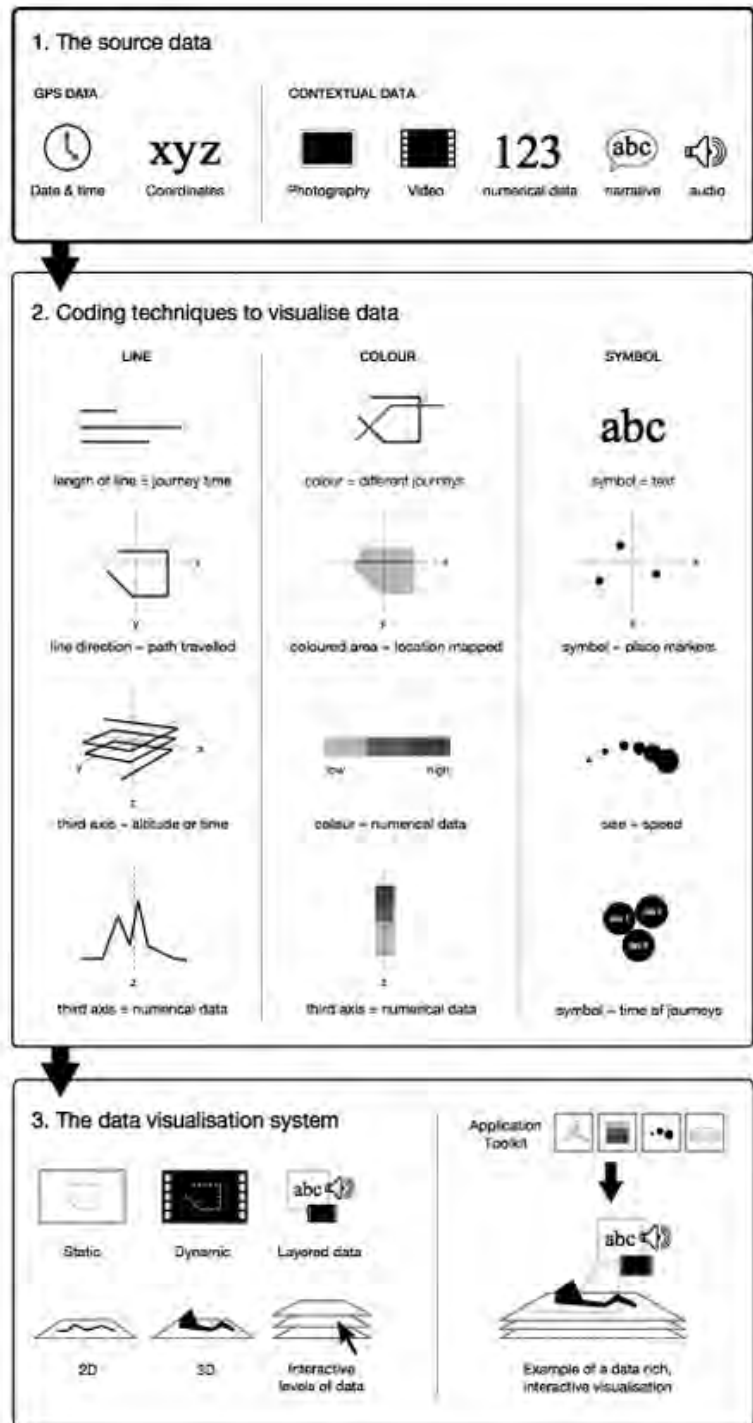 1. The source data
GPS DATA
CONTEXTUAL DATA
xyz
123
abc
Date & time
Coordinates
Photography
Video
numerical data
narrative
audio
2. Coding techniques to visualise data
LINE
COLOUR
SYMBOL
abc
length of line = journey time
colour = different journeys
symbol = text
x
y
x
y
x
y
line direction = path travelled
coloured area = location mapped
symbol = place markers
x
y
z
low
high
third axis = altitude or time
colour = numerical data
size = speed
z
z
third axis = numerical data
third axis = numerical data
symbol = time of journeys
3. The data visualisation system
Application
Toolkit
abc
Static
Dynamic
Layered data
abc
2D
3D
Interactive
levels of data
Example of a data rich,
interactive visualisation